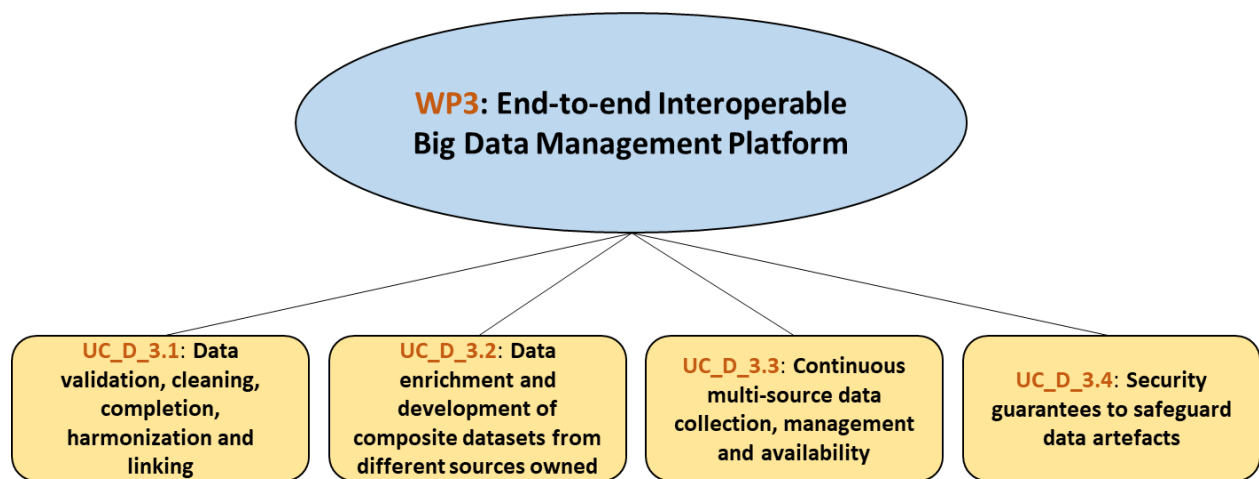 WP3: End-to-end Interoperable
Big Data Management Platform
UC_D_3.1: Data
validation, cleaning,
completion,
harmonization and
linking
UC_D_3.2: Data
enrichment and
development of
composite datasets from
different sources owned
UC_D_3.3: Continuous
multi-source data
collection, management
and availability
UC_D_3.4: Security
guarantees to safeguard
data artefacts